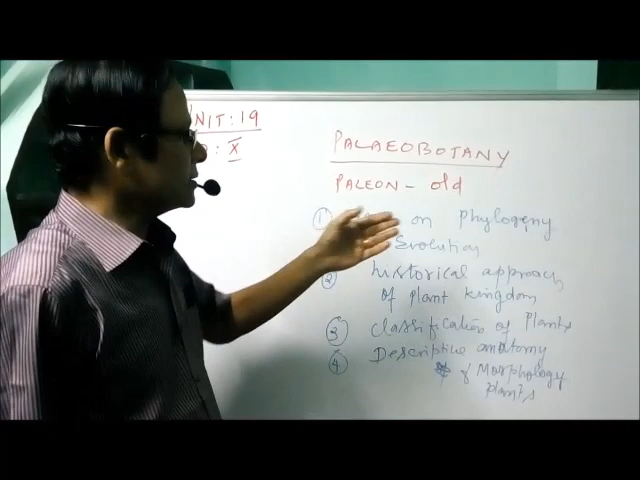 NIT: 19
: X
PALAEOBOTANY
PALEON - old
① on phylogeny
Evolution
② historical approach
of plant kingdom
③ classification of Plants
④ Descriptive anatomy
& Morphology
plants